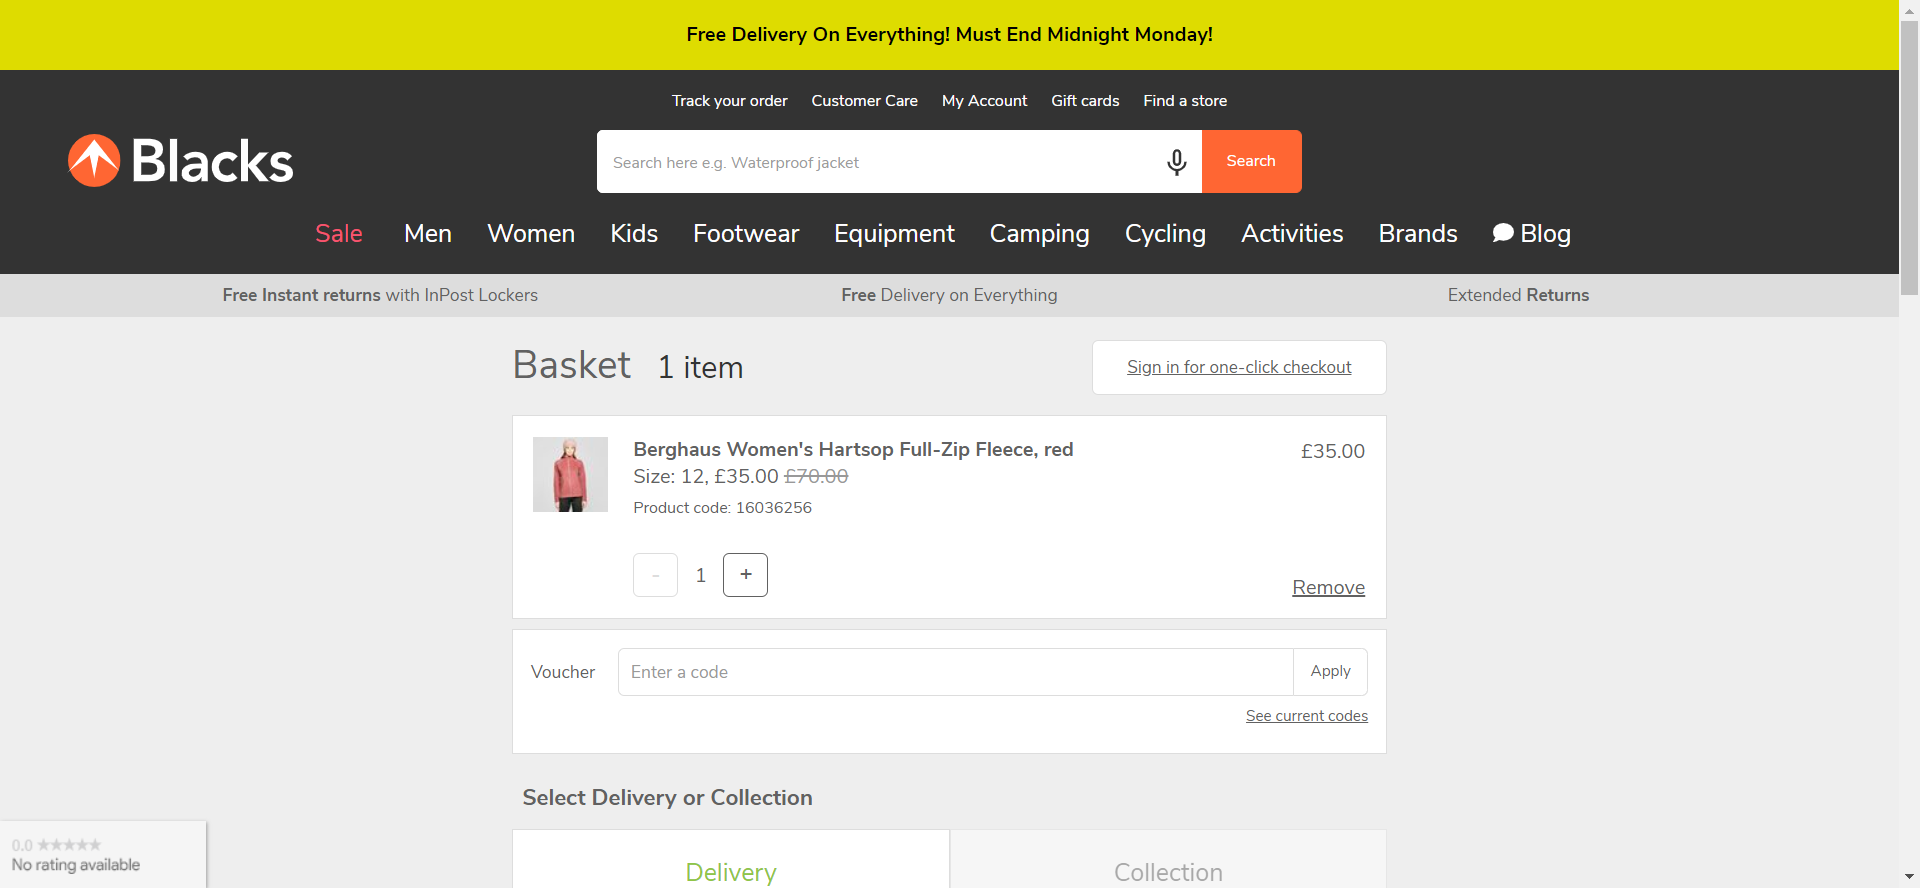 Free Delivery On Everything! Must End Midnight Monday!
Track your order Customer Care My Account Gift cards Find a store
Blacks
Search here e.g. Waterproof jacket
Search
Sale Men Women Kids Footwear Equipment Camping Cycling Activities Brands Blog
Free Instant returns with InPost Lockers
Free Delivery on Everything
Extended Returns
Basket 1 item
Sign in for one-click checkout
Berghaus Women's Hartsop Full-Zip Fleece, red
£35.00
Size: 12, £35.00 £70.00
Product code: 16036256
- 1 +
Remove
Voucher
Enter a code
Apply
See current codes
Select Delivery or Collection
Delivery
Collection
0.0 ★★★★★
No rating available